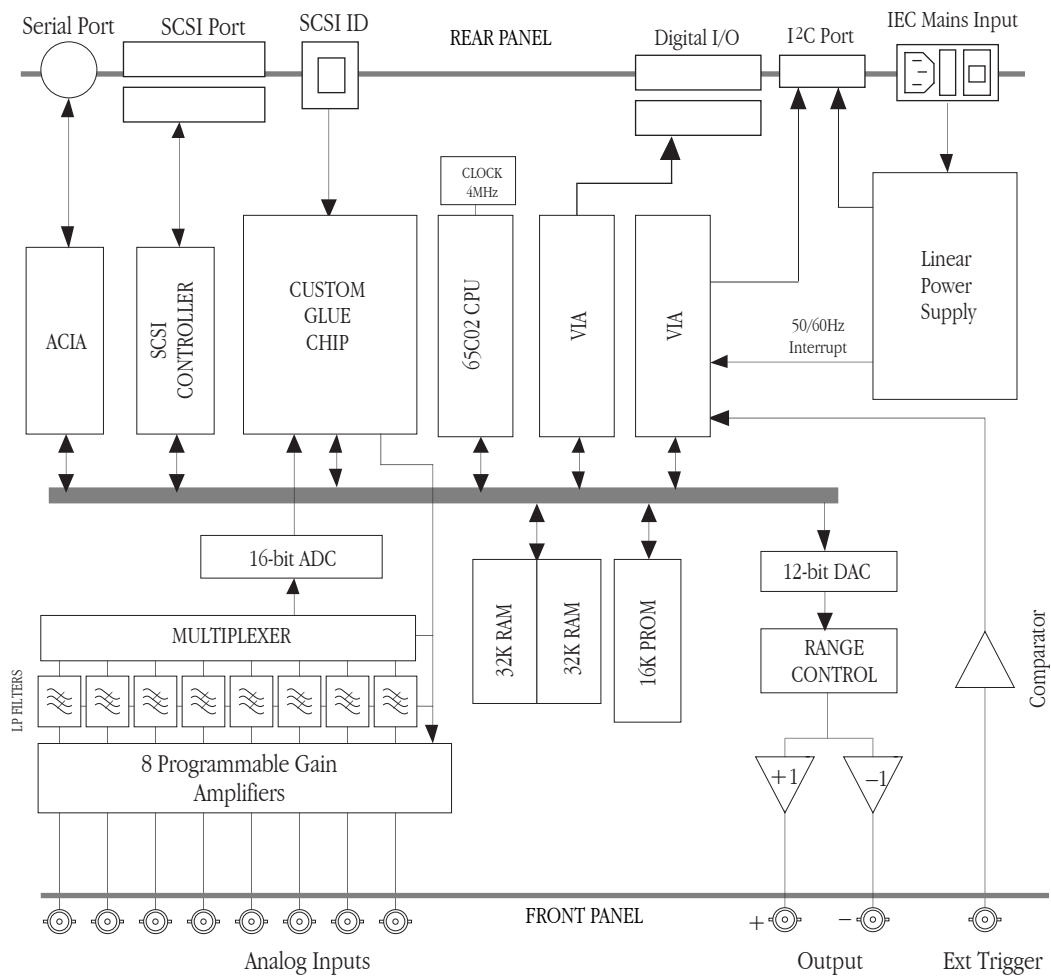 Serial Port
SCSI Port
SCSI ID
REAR PANEL
Digital I/O
I²C Port
IEC Mains Input
CLOCK
4MHz
ACIA
SCSI
CONTROLLER
CUSTOM
GLUE
CHIP
65C02 CPU
VIA
VIA
Linear
Power
Supply
50/60Hz
Interrupt
16-bit ADC
MULTIPLEXER
LP FILTERS
8 Programmable Gain
Amplifiers
32K RAM
32K RAM
16K PROM
12-bit DAC
RANGE
CONTROL
+1
–1
Comparator
FRONT PANEL
+
–
Analog Inputs
Output
Ext Trigger